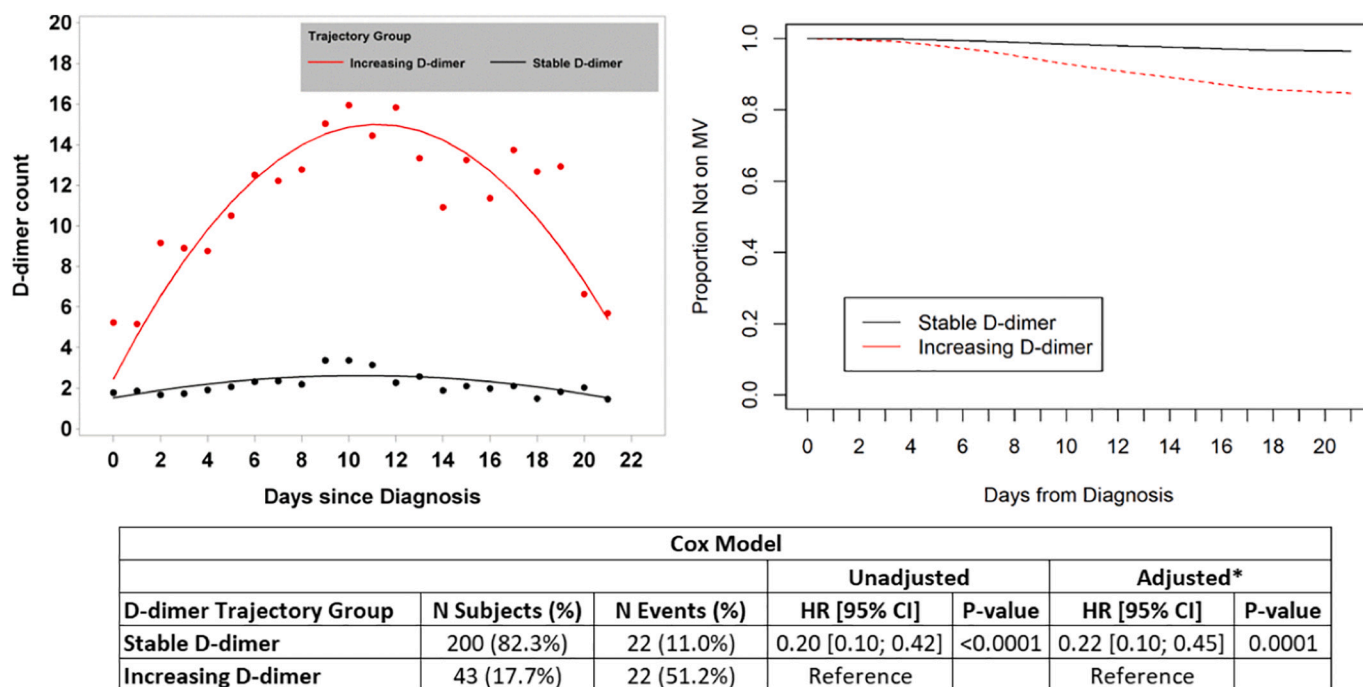 20
18
16
14
12
10
8
6
4
2
0
D-dimer count
Trajectory Group
Increasing D-dimer Stable D-dimer
0 2 4 6 8 10 12 14 16 18 20 22
Days since Diagnosis
1.0
0.8
0.6
0.4
0.2
0.0
Proportion Not on MV
Stable D-dimer
Increasing D-dimer
0 2 4 6 8 10 12 14 16 18 20
Days from Diagnosis
Cox Model
Unadjusted Adjusted*
D-dimer Trajectory Group N Subjects (%) N Events (%) HR [95% CI] P-value HR [95% CI] P-value
Stable D-dimer 200 (82.3%) 22 (11.0%) 0.20 [0.10; 0.42] <0.0001 0.22 [0.10; 0.45] 0.0001
Increasing D-dimer 43 (17.7%) 22 (51.2%) Reference Reference